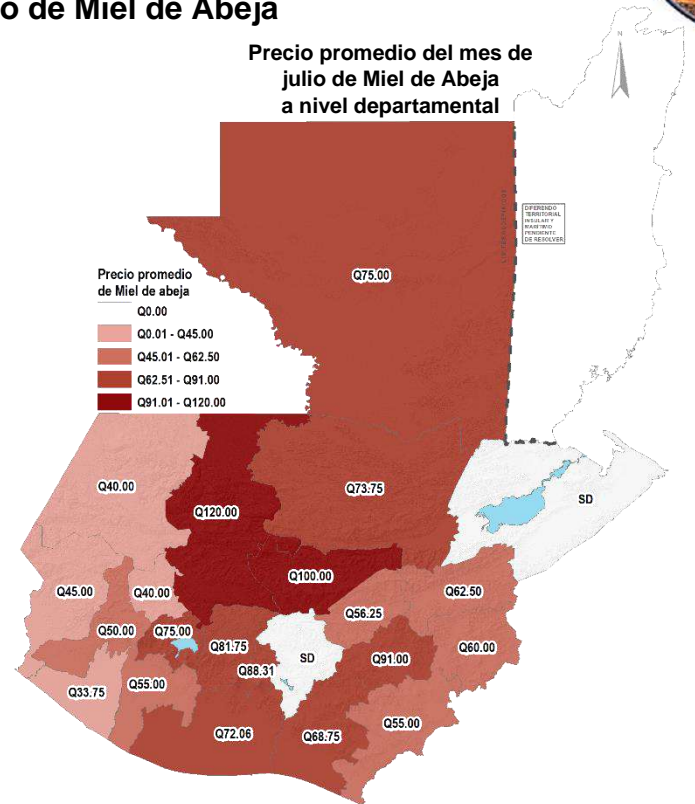 o de Miel de Abeja
Precio promedio del mes de
julio de Miel de Abeja
a nivel departamental
N
DIFERENDO
TERRITORIAL
INSULAR Y
MARITIMO
PENDIENTE
DE RESOLVER
Q75.00
Precio promedio
de Miel de abeja
Q0.00
Q0.01 - Q45.00
Q45.01 - Q62.50
Q62.51 - Q91.00
Q91.01 - Q120.00
Q40.00
Q120.00
Q73.75
SD
Q100.00
Q45.00
Q40.00
Q62.50
Q56.25
Q50.00
Q75.00
Q81.75
Q60.00
Q91.00
SD
Q88.31
Q33.75
Q55.00
Q55.00
Q72.06
Q68.75